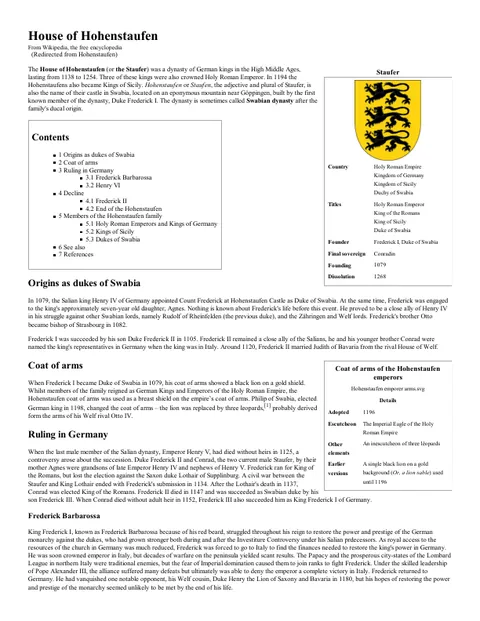 House of Hohenstaufen
From Wikipedia, the free encyclopedia
(Redirected from Hohenstaufen)
The House of Hohenstaufen (or the Staufer) was a dynasty of German kings in the High Middle Ages,
lasting from 1138 to 1254. Three of these kings were also crowned Holy Roman Emperor. In 1194 the
Hohenstaufens also became Kings of Sicily. Hohenstaufen or Staufen, the adjective and plural of Staufer, is
also the name of their castle in Swabia, located on an eponymous mountain near Göppingen, built by the first
known member of the dynasty, Duke Frederick I. The dynasty is sometimes called Swabian dynasty after the
family's ducal origin.
Staufer
Country Holy Roman Empire
Kingdom of Germany
Kingdom of Sicily
Duchy of Swabia
Titles Holy Roman Emperor
King of the Romans
King of Sicily
Duke of Swabia
Founder Frederick I, Duke of Swabia
Final sovereign Conradin
Founding 1079
Dissolution 1268
Contents
1 Origins as dukes of Swabia
2 Coat of arms
3 Ruling in Germany
3.1 Frederick Barbarossa
3.2 Henry VI
4 Decline
4.1 Frederick II
4.2 End of the Hohenstaufen
5 Members of the Hohenstaufen family
5.1 Holy Roman Emperors and Kings of Germany
5.2 Kings of Sicily
5.3 Dukes of Swabia
6 See also
7 References
Origins as dukes of Swabia
In 1079, the Salian king Henry IV of Germany appointed Count Frederick at Hohenstaufen Castle as Duke of Swabia. At the same time, Frederick was engaged
to the king's approximately seven-year old daughter, Agnes. Nothing is known about Frederick's life before this event. He proved to be a close ally of Henry IV
in his struggle against other Swabian lords, namely Rudolf of Rheinfelden (the previous duke), and the Zähringen and Welf lords. Frederick's brother Otto
became bishop of Strasbourg in 1082.
Frederick I was succeeded by his son Duke Frederick II in 1105. Frederick II remained a close ally of the Salians, he and his younger brother Conrad were
named the king's representatives in Germany when the king was in Italy. Around 1120, Frederick II married Judith of Bavaria from the rival House of Welf.
Coat of arms
When Frederick I became Duke of Swabia in 1079, his coat of arms showed a black lion on a gold shield.
Whilst members of the family reigned as German Kings and Emperors of the Holy Roman Empire, the
Hohenstaufen coat of arms was used as a breast shield on the emperor's coat of arms. Philip of Swabia, elected
German king in 1198, changed the coat of arms – the lion was replaced by three leopards,[1] probably derived
form the arms of his Welf rival Otto IV.
Coat of arms of the Hohenstaufen
emperors
Hohenstaufen emporer arms.svg
Details
Adopted 1196
Escutcheon The Imperial Eagle of the Holy
Roman Empire
Other elements An inescutcheon of three léopards
Earlier versions A single black lion on a gold
background (Or, a lion sable) used
until 1196
Ruling in Germany
When the last male member of the Salian dynasty, Emperor Henry V, had died without heirs in 1125, a
controversy arose about the succession. Duke Frederick II and Conrad, the two current male Staufer, by their
mother Agnes were grandsons of late Emperor Henry IV and nephews of Henry V. Frederick ran for King of
the Romans, but lost the election against the Saxon duke Lothair of Supplinburg. A civil war between the
Staufer and King Lothair ended with Frederick's submission in 1134. After the Lothair's death in 1137,
Conrad was elected King of the Romans. Frederick II died in 1147 and was succeeded as Swabian duke by his
son Frederick III. When Conrad died without adult heir in 1152, Frederick III also succeeded him as King Frederick I of Germany.
Frederick Barbarossa
King Frederick I, known as Frederick Barbarossa because of his red beard, struggled throughout his reign to restore the power and prestige of the German
monarchy against the dukes, who had grown stronger both during and after the Investiture Controversy under his Salian predecessors. As royal access to the
resources of the church in Germany was much reduced, Frederick was forced to go to Italy to find the finances needed to restore the king's power in Germany.
He was soon crowned emperor in Italy, but decades of warfare on the peninsula yielded scant results. The Papacy and the prosperous city-states of the Lombard
League in northern Italy were traditional enemies, but the fear of Imperial domination caused them to join ranks to fight Frederick. Under the skilled leadership
of Pope Alexander III, the alliance suffered many defeats but ultimately was able to deny the emperor a complete victory in Italy. Frederick returned to
Germany. He had vanquished one notable opponent, his Welf cousin, Duke Henry the Lion of Saxony and Bavaria in 1180, but his hopes of restoring the power
and prestige of the monarchy seemed unlikely to be met by the end of his life.